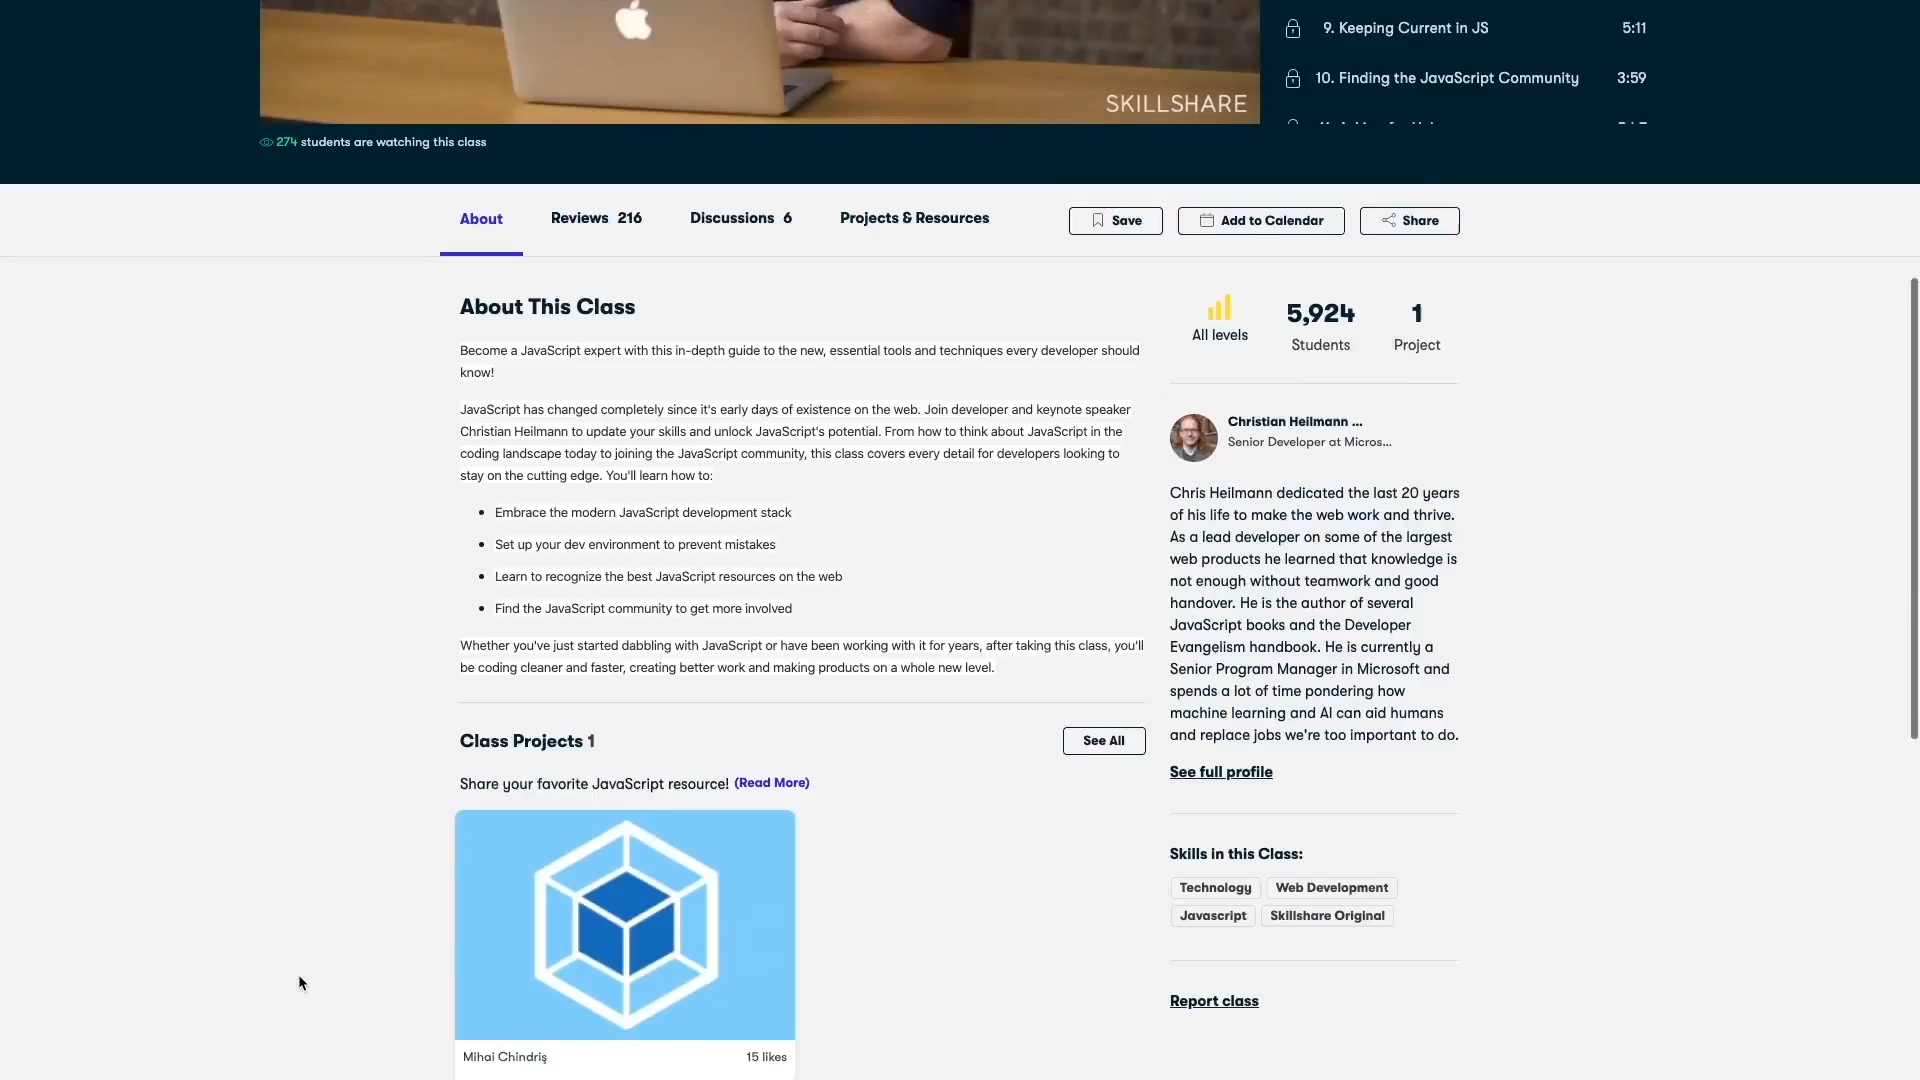 9. Keeping Current in JS 5:11
10. Finding the JavaScript Community 3:59
SKILLSHARE
274 students are watching this class
About Reviews 216 Discussions 6 Projects & Resources Save Add to Calendar Share
About This Class
Become a JavaScript expert with this in-depth guide to the new, essential tools and techniques every developer should
know!
JavaScript has changed completely since it's early days of existence on the web. Join developer and keynote speaker
Christian Heilmann to update your skills and unlock JavaScript's potential. From how to think about JavaScript in the
coding landscape today to joining the JavaScript community, this class covers every detail for developers looking to
stay on the cutting edge. You'll learn how to:
Embrace the modern JavaScript development stack
Set up your dev environment to prevent mistakes
Learn to recognize the best JavaScript resources on the web
Find the JavaScript community to get more involved
Whether you've just started dabbling with JavaScript or have been working with it for years, after taking this class, you'll
be coding cleaner and faster, creating better work and making products on a whole new level.
Class Projects 1
See All
Share your favorite JavaScript resource! (Read More)
Mihai Chindriş 15 likes
All levels
5,924
Students
1
Project
Christian Heilmann ...
Senior Developer at Micros...
Chris Heilmann dedicated the last 20 years
of his life to make the web work and thrive.
As a lead developer on some of the largest
web products he learned that knowledge is
not enough without teamwork and good
handover. He is the author of several
JavaScript books and the Developer
Evangelism handbook. He is currently a
Senior Program Manager in Microsoft and
spends a lot of time pondering how
machine learning and AI can aid humans
and replace jobs we're too important to do.
See full profile
Skills in this Class:
Technology Web Development
Javascript Skillshare Original
Report class